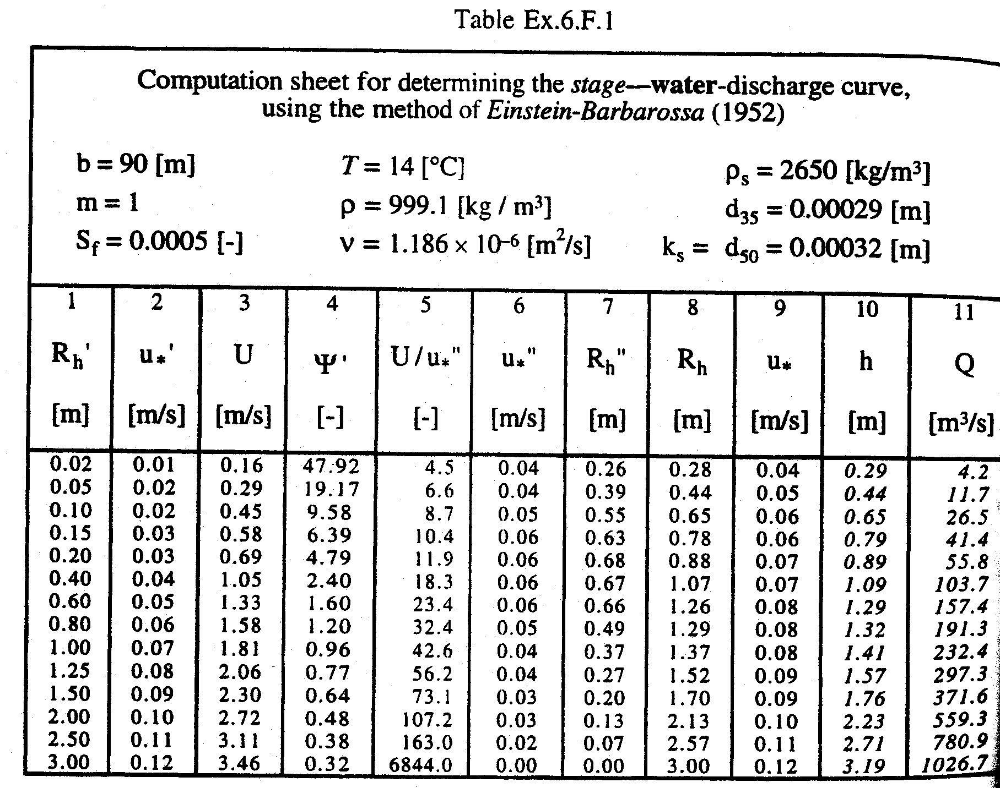 Table Ex.6.F.1
Computation sheet for determining the stage—water-discharge curve,
using the method of Einstein-Barbarossa (1952)
b = 90 [m] T = 14 [°C] ρs = 2650 [kg/m³]
m = 1 ρ = 999.1 [kg / m³] d35 = 0.00029 [m]
Sf = 0.0005 [-] ν = 1.186 × 10⁻⁶ [m²/s] ks = d50 = 0.00032 [m]
1 2 3 4 5 6 7 8 9 10 11
Rh' u*' U Ψ' U/u*" u*" Rh" Rh u* h Q
[m] [m/s] [m/s] [-] [-] [m/s] [m] [m] [m/s] [m] [m³/s]
0.02 0.01 0.16 47.92 4.5 0.04 0.26 0.28 0.04 0.29 4.2
0.05 0.02 0.29 19.17 6.6 0.04 0.39 0.44 0.05 0.44 11.7
0.10 0.02 0.45 9.58 8.7 0.05 0.55 0.65 0.06 0.65 26.5
0.15 0.03 0.58 6.39 10.4 0.06 0.63 0.78 0.06 0.79 41.4
0.20 0.03 0.69 4.79 11.9 0.06 0.68 0.88 0.07 0.89 55.8
0.40 0.04 1.05 2.40 18.3 0.06 0.67 1.07 0.07 1.09 103.7
0.60 0.05 1.33 1.60 23.4 0.06 0.66 1.26 0.08 1.29 157.4
0.80 0.06 1.58 1.20 32.4 0.05 0.49 1.29 0.08 1.32 191.3
1.00 0.07 1.81 0.96 42.6 0.04 0.37 1.37 0.08 1.41 232.4
1.25 0.08 2.06 0.77 56.2 0.04 0.27 1.52 0.09 1.57 297.3
1.50 0.09 2.30 0.64 73.1 0.03 0.20 1.70 0.09 1.76 371.6
2.00 0.10 2.72 0.48 107.2 0.03 0.13 2.13 0.10 2.23 559.3
2.50 0.11 3.11 0.38 163.0 0.02 0.07 2.57 0.11 2.71 780.9
3.00 0.12 3.46 0.32 6844.0 0.00 0.00 3.00 0.12 3.19 1026.7